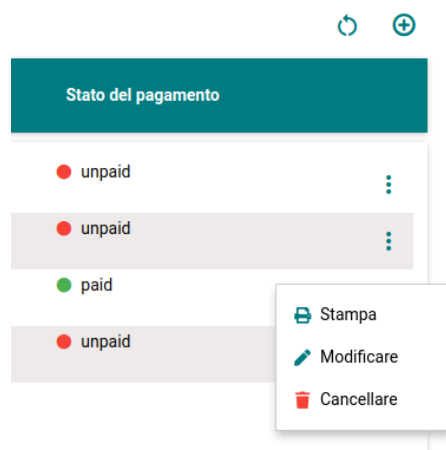 Stato del pagamento
unpaid
unpaid
paid
Stampa
unpaid
Modificare
Cancellare